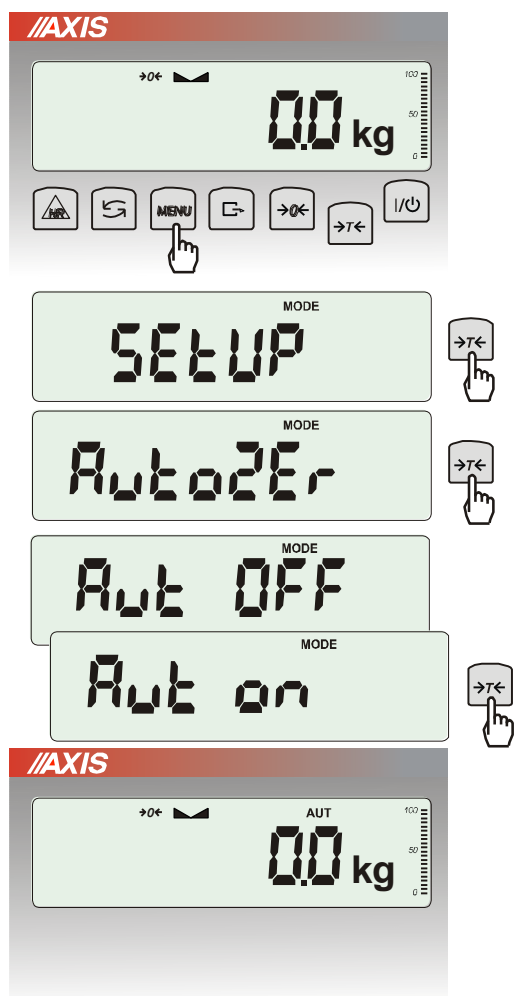 //AXIS
→0← 100
50
0.0 kg
0
HR MENU →0← →T← I/⏻
MODE
SEtUP
→T←
MODE
AutoZEr
→T←
MODE
Aut OFF
MODE
Aut on
→T←
//AXIS
→0← AUT 100
50
0.0 kg
0